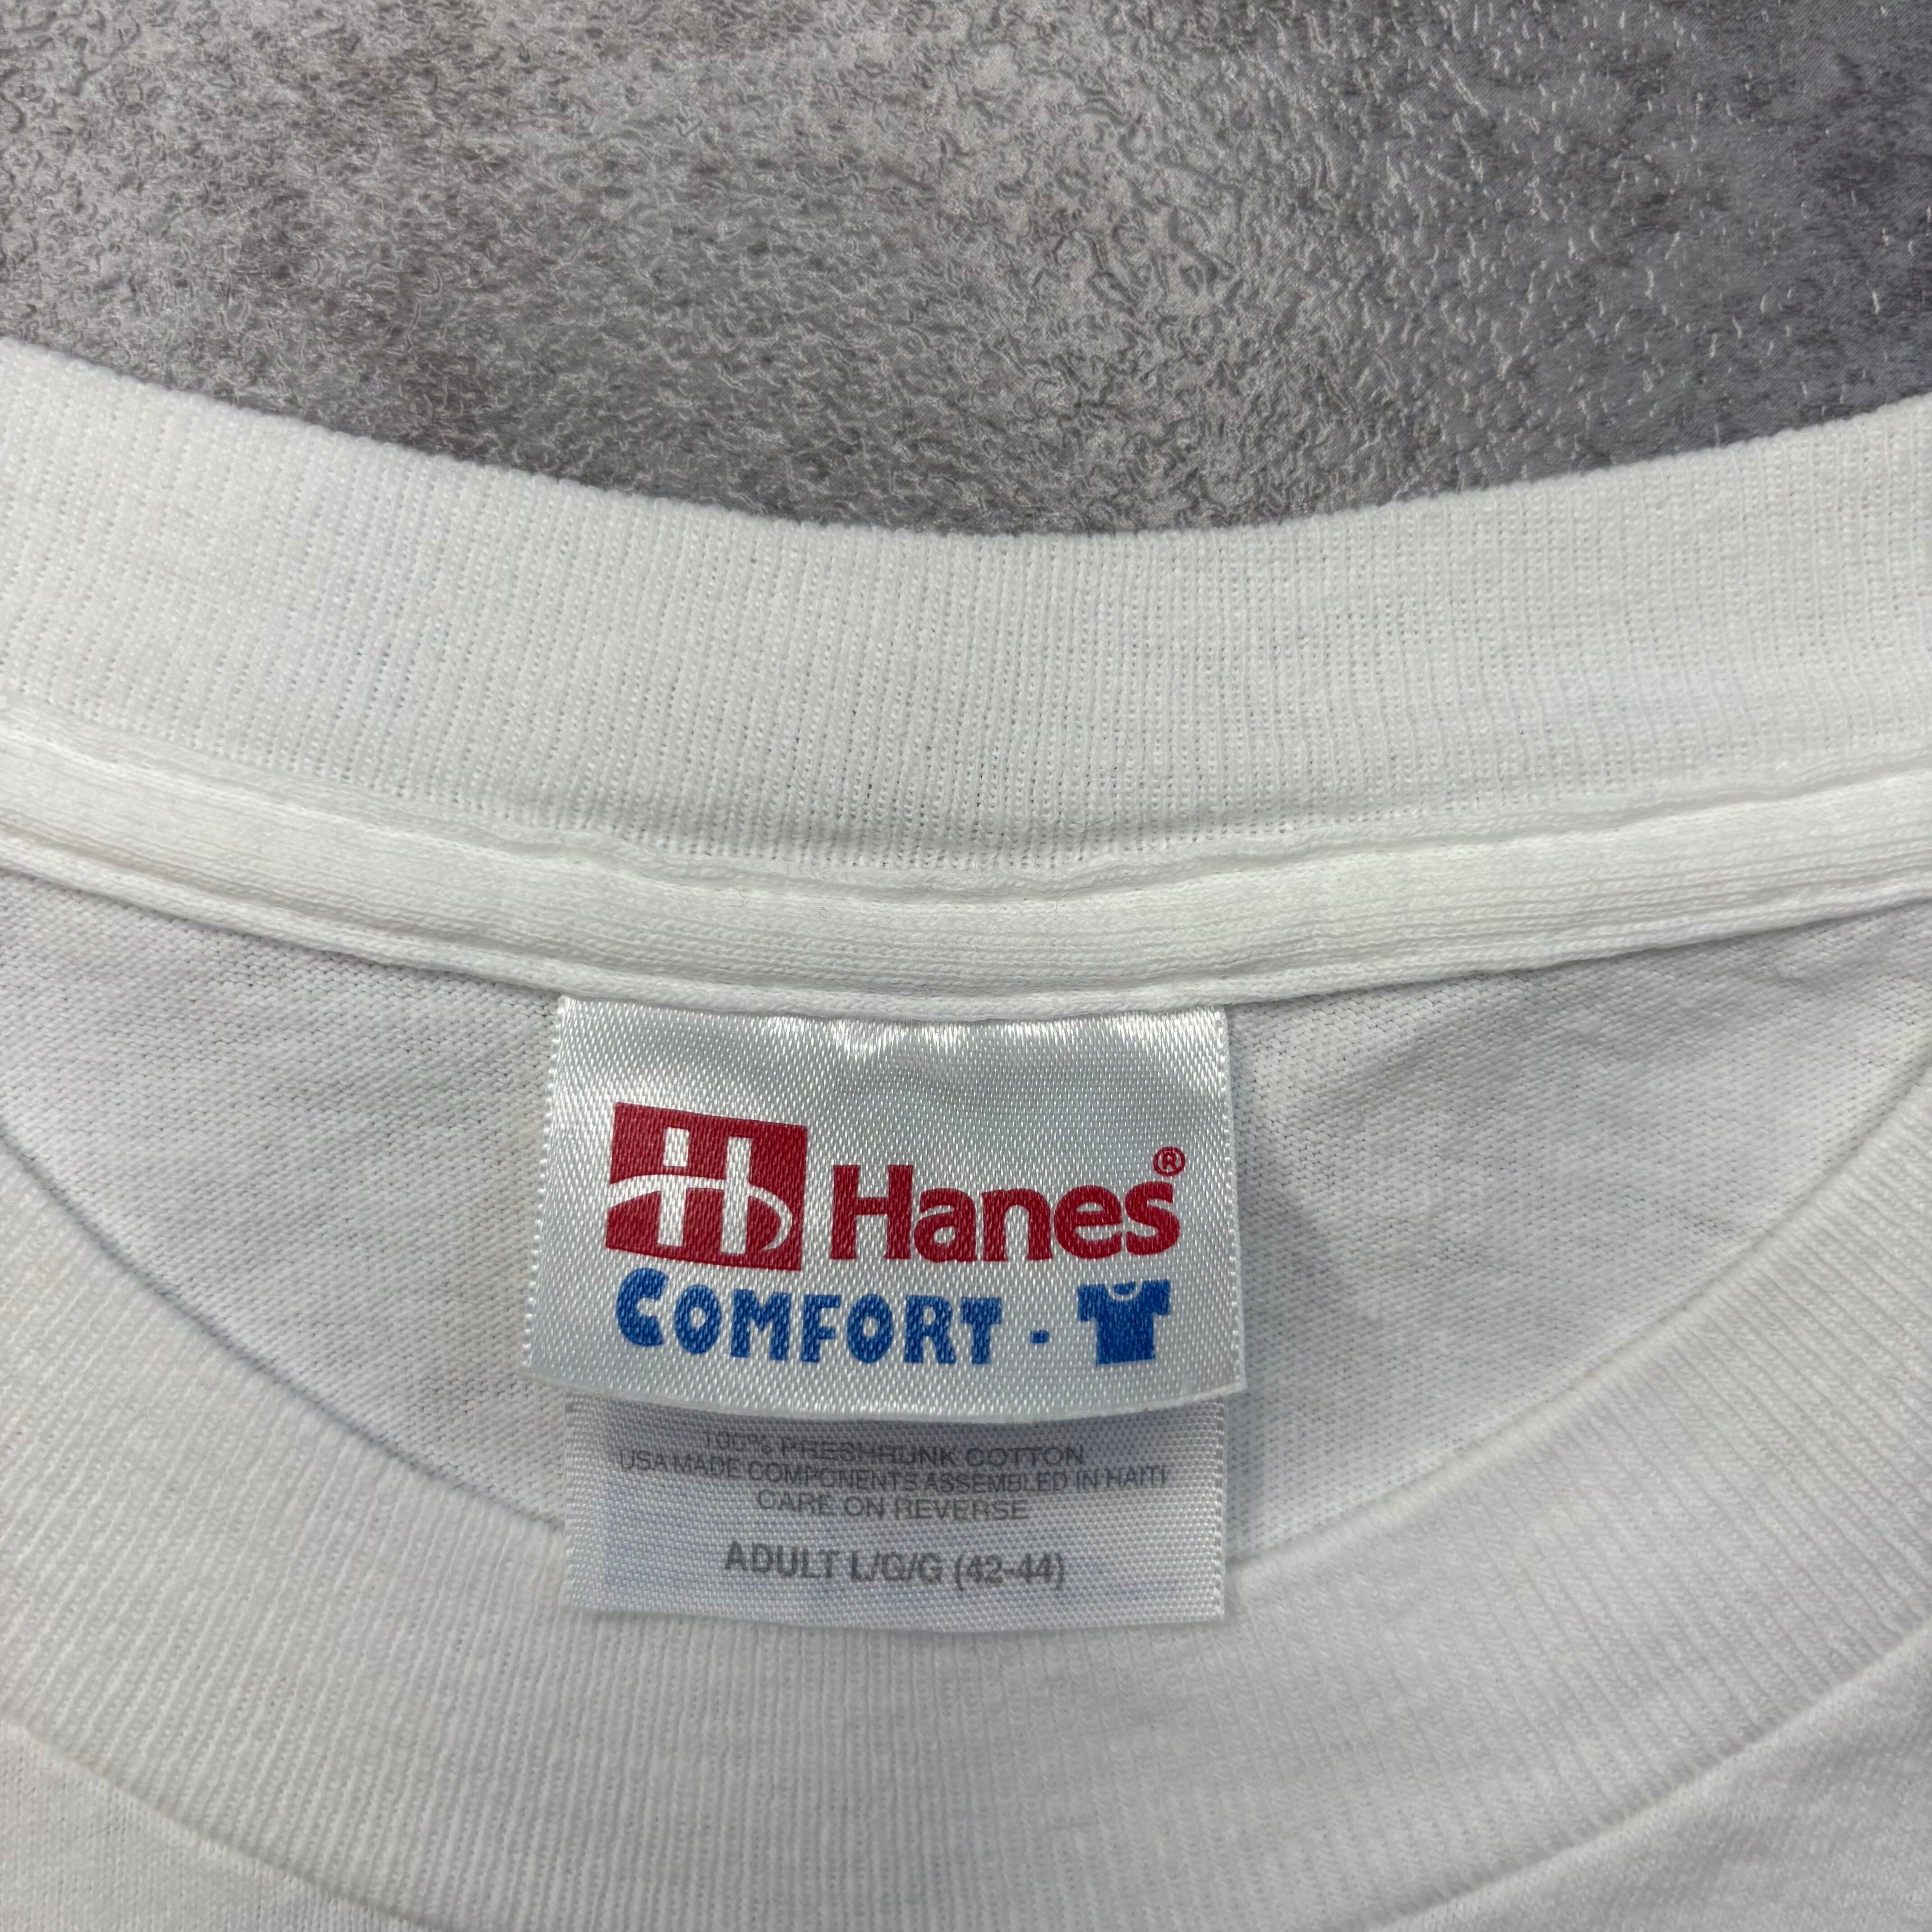 H Hanes®
COMFORT -
100% PRESHRUNK COTTON
USA MADE COMPONENTS ASSEMBLED IN HAITI
CARE ON REVERSE
ADULT L/G/G (42-44)